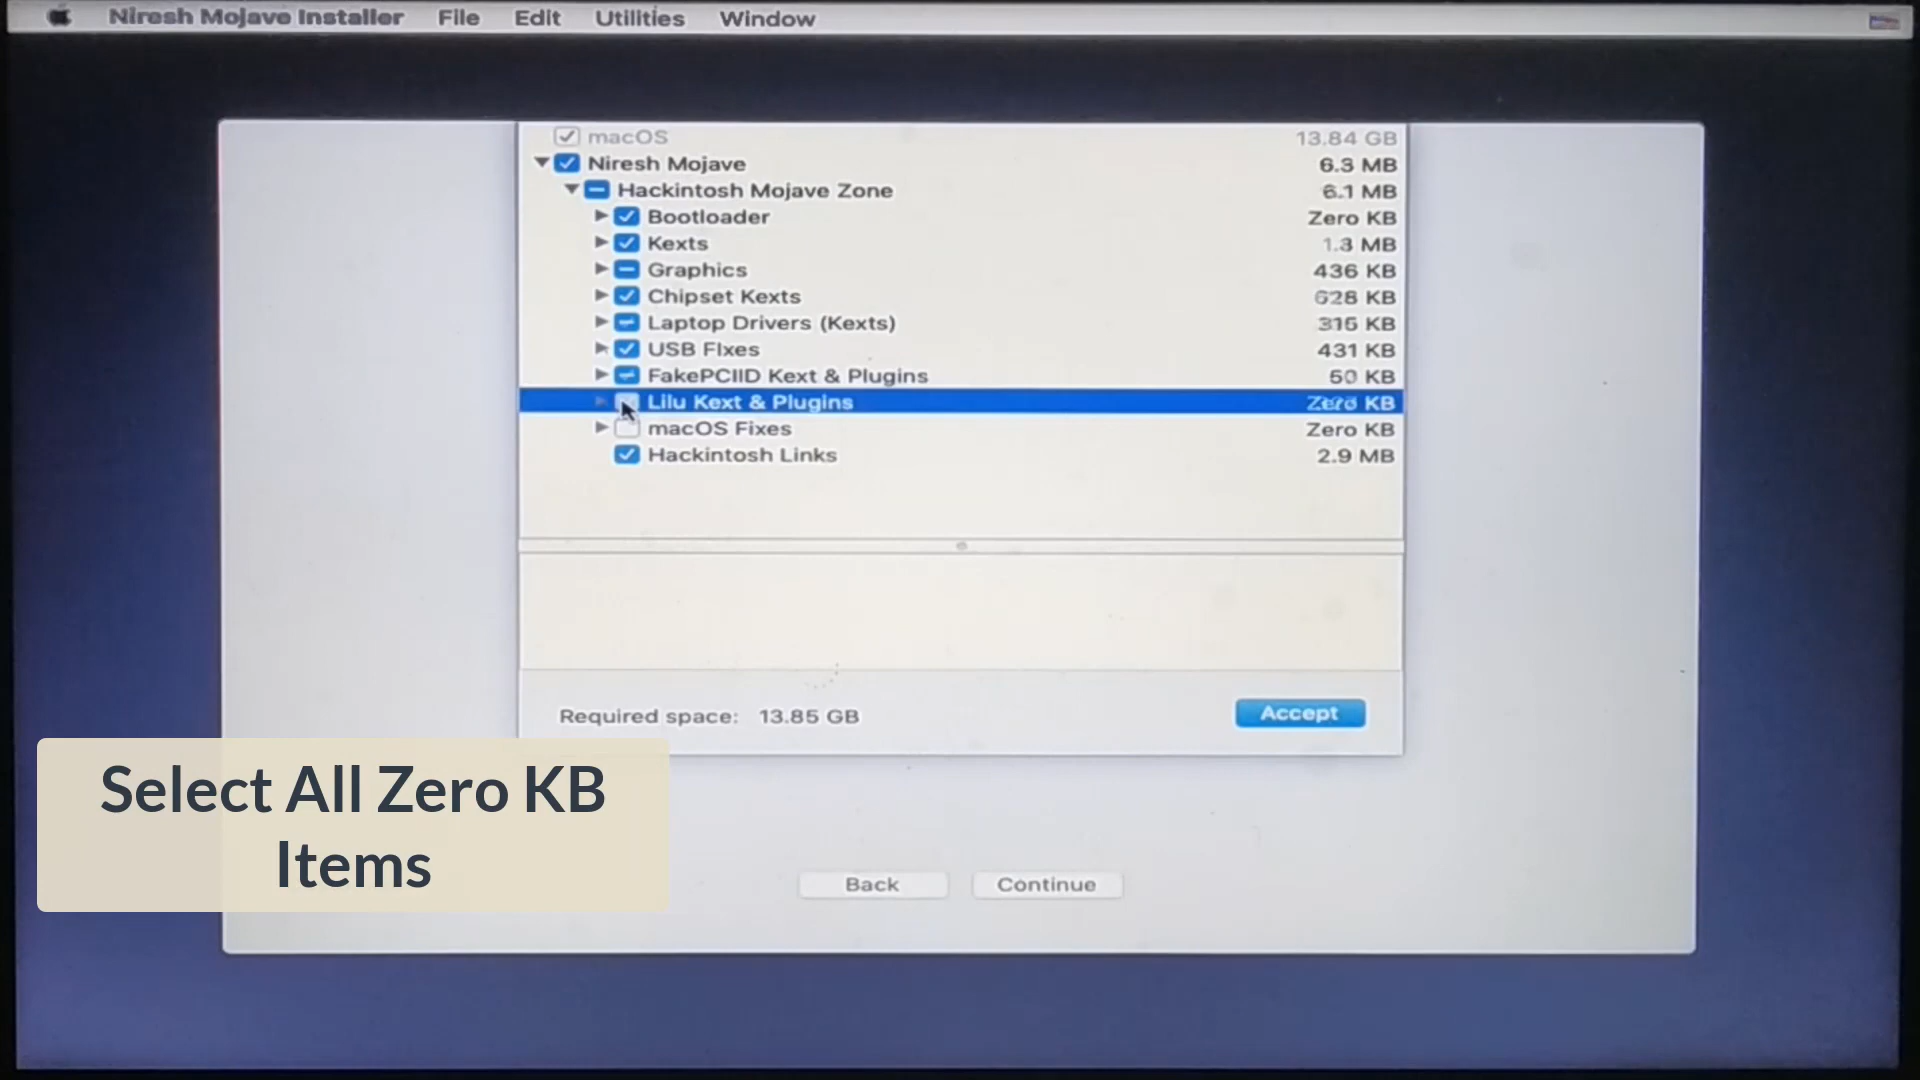 Niresh Mojave Installer File Edit Utilities Window
macOS 13.84 GB
Niresh Mojave 6.3 MB
Hackintosh Mojave Zone 6.1 MB
Bootloader Zero KB
Kexts 1.3 MB
Graphics 436 KB
Chipset Kexts 628 KB
Laptop Drivers (Kexts) 315 KB
USB FIxes 431 KB
FakePCIID Kext & Plugins 50 KB
Lilu Kext & Plugins Zero KB
macOS Fixes Zero KB
Hackintosh Links 2.9 MB
Required space: 13.85 GB Accept
Select All Zero KB
Items
Back Continue